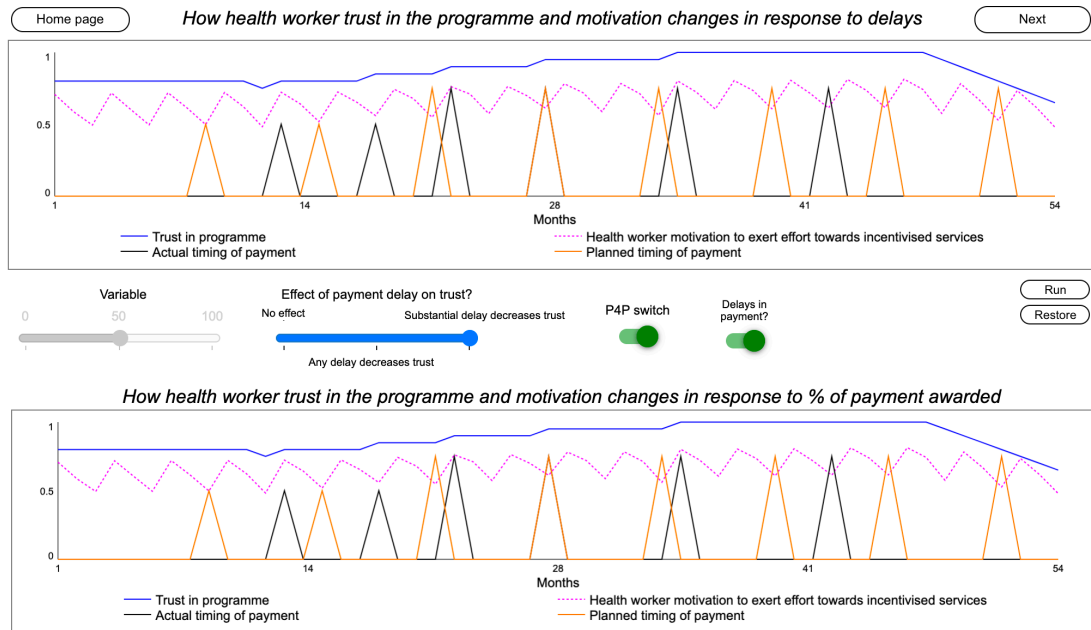 Home page
How health worker trust in the programme and motivation changes in response to delays
Next
1
0.5
0
1 14 28 41 54
Months
Trust in programme
Health worker motivation to exert effort towards incentivised services
Actual timing of payment
Planned timing of payment
Variable
0 50 100
Effect of payment delay on trust?
No effect
Substantial delay decreases trust
Any delay decreases trust
P4P switch
Delays in
payment?
Run
Restore
How health worker trust in the programme and motivation changes in response to % of payment awarded
1
0.5
0
1 14 28 41 54
Months
Trust in programme
Health worker motivation to exert effort towards incentivised services
Actual timing of payment
Planned timing of payment